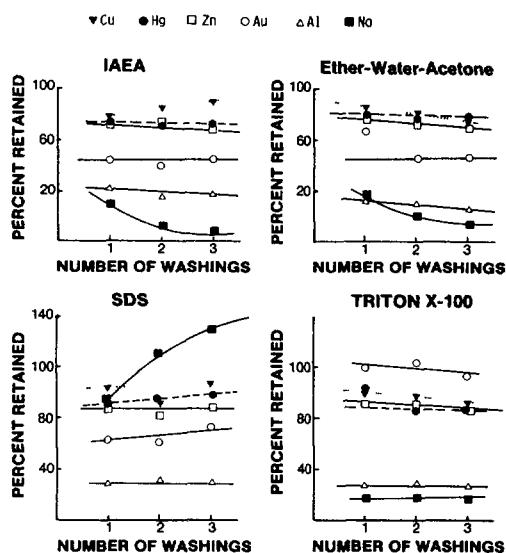 Cu Hg Zn Au Al Na
IAEA
Ether-Water-Acetone
PERCENT RETAINED
100
60
20
1 2 3
NUMBER OF WASHINGS
PERCENT RETAINED
100
60
20
1 2 3
NUMBER OF WASHINGS
SDS
TRITON X-100
PERCENT RETAINED
140
100
80
40
1 2 3
NUMBER OF WASHINGS
PERCENT RETAINED
100
80
40
1 2 3
NUMBER OF WASHINGS